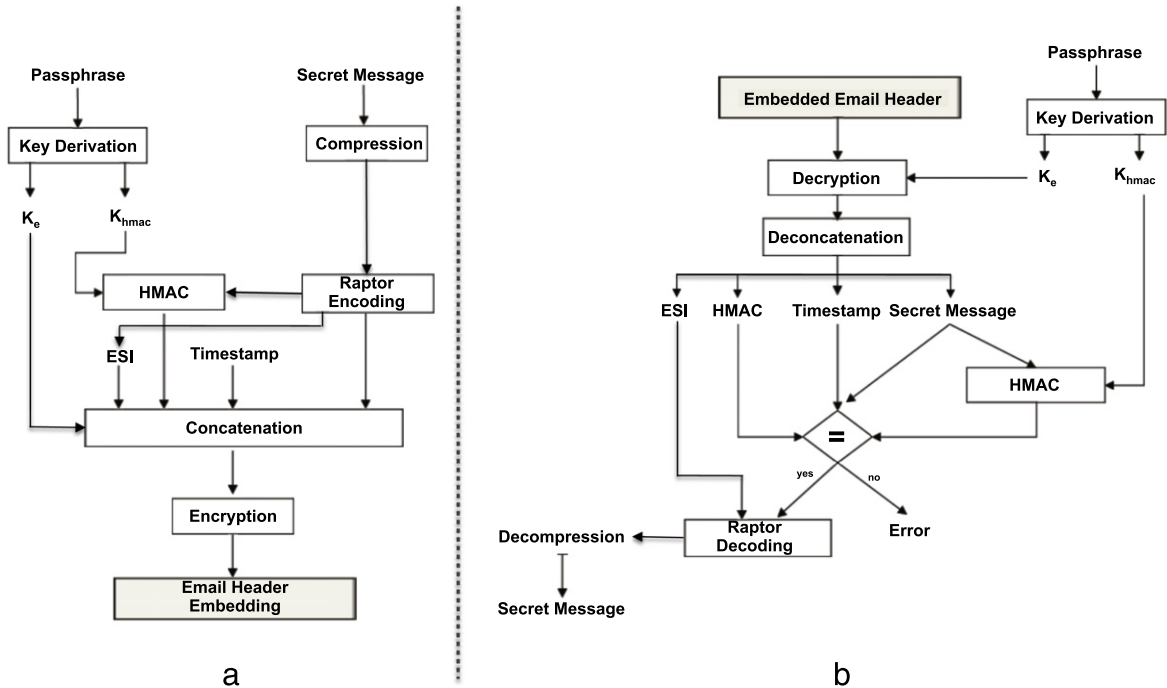 Passphrase
Secret Message
Key Derivation
Compression
Ke
Khmac
HMAC
Raptor
Encoding
ESI
Timestamp
Concatenation
Encryption
Email Header
Embedding
a
Passphrase
Embedded Email Header
Key Derivation
Decryption
Ke
Khmac
Deconcatenation
ESI
HMAC
Timestamp
Secret Message
HMAC
=
yes
no
Raptor
Decoding
Error
Decompression
Secret Message
b